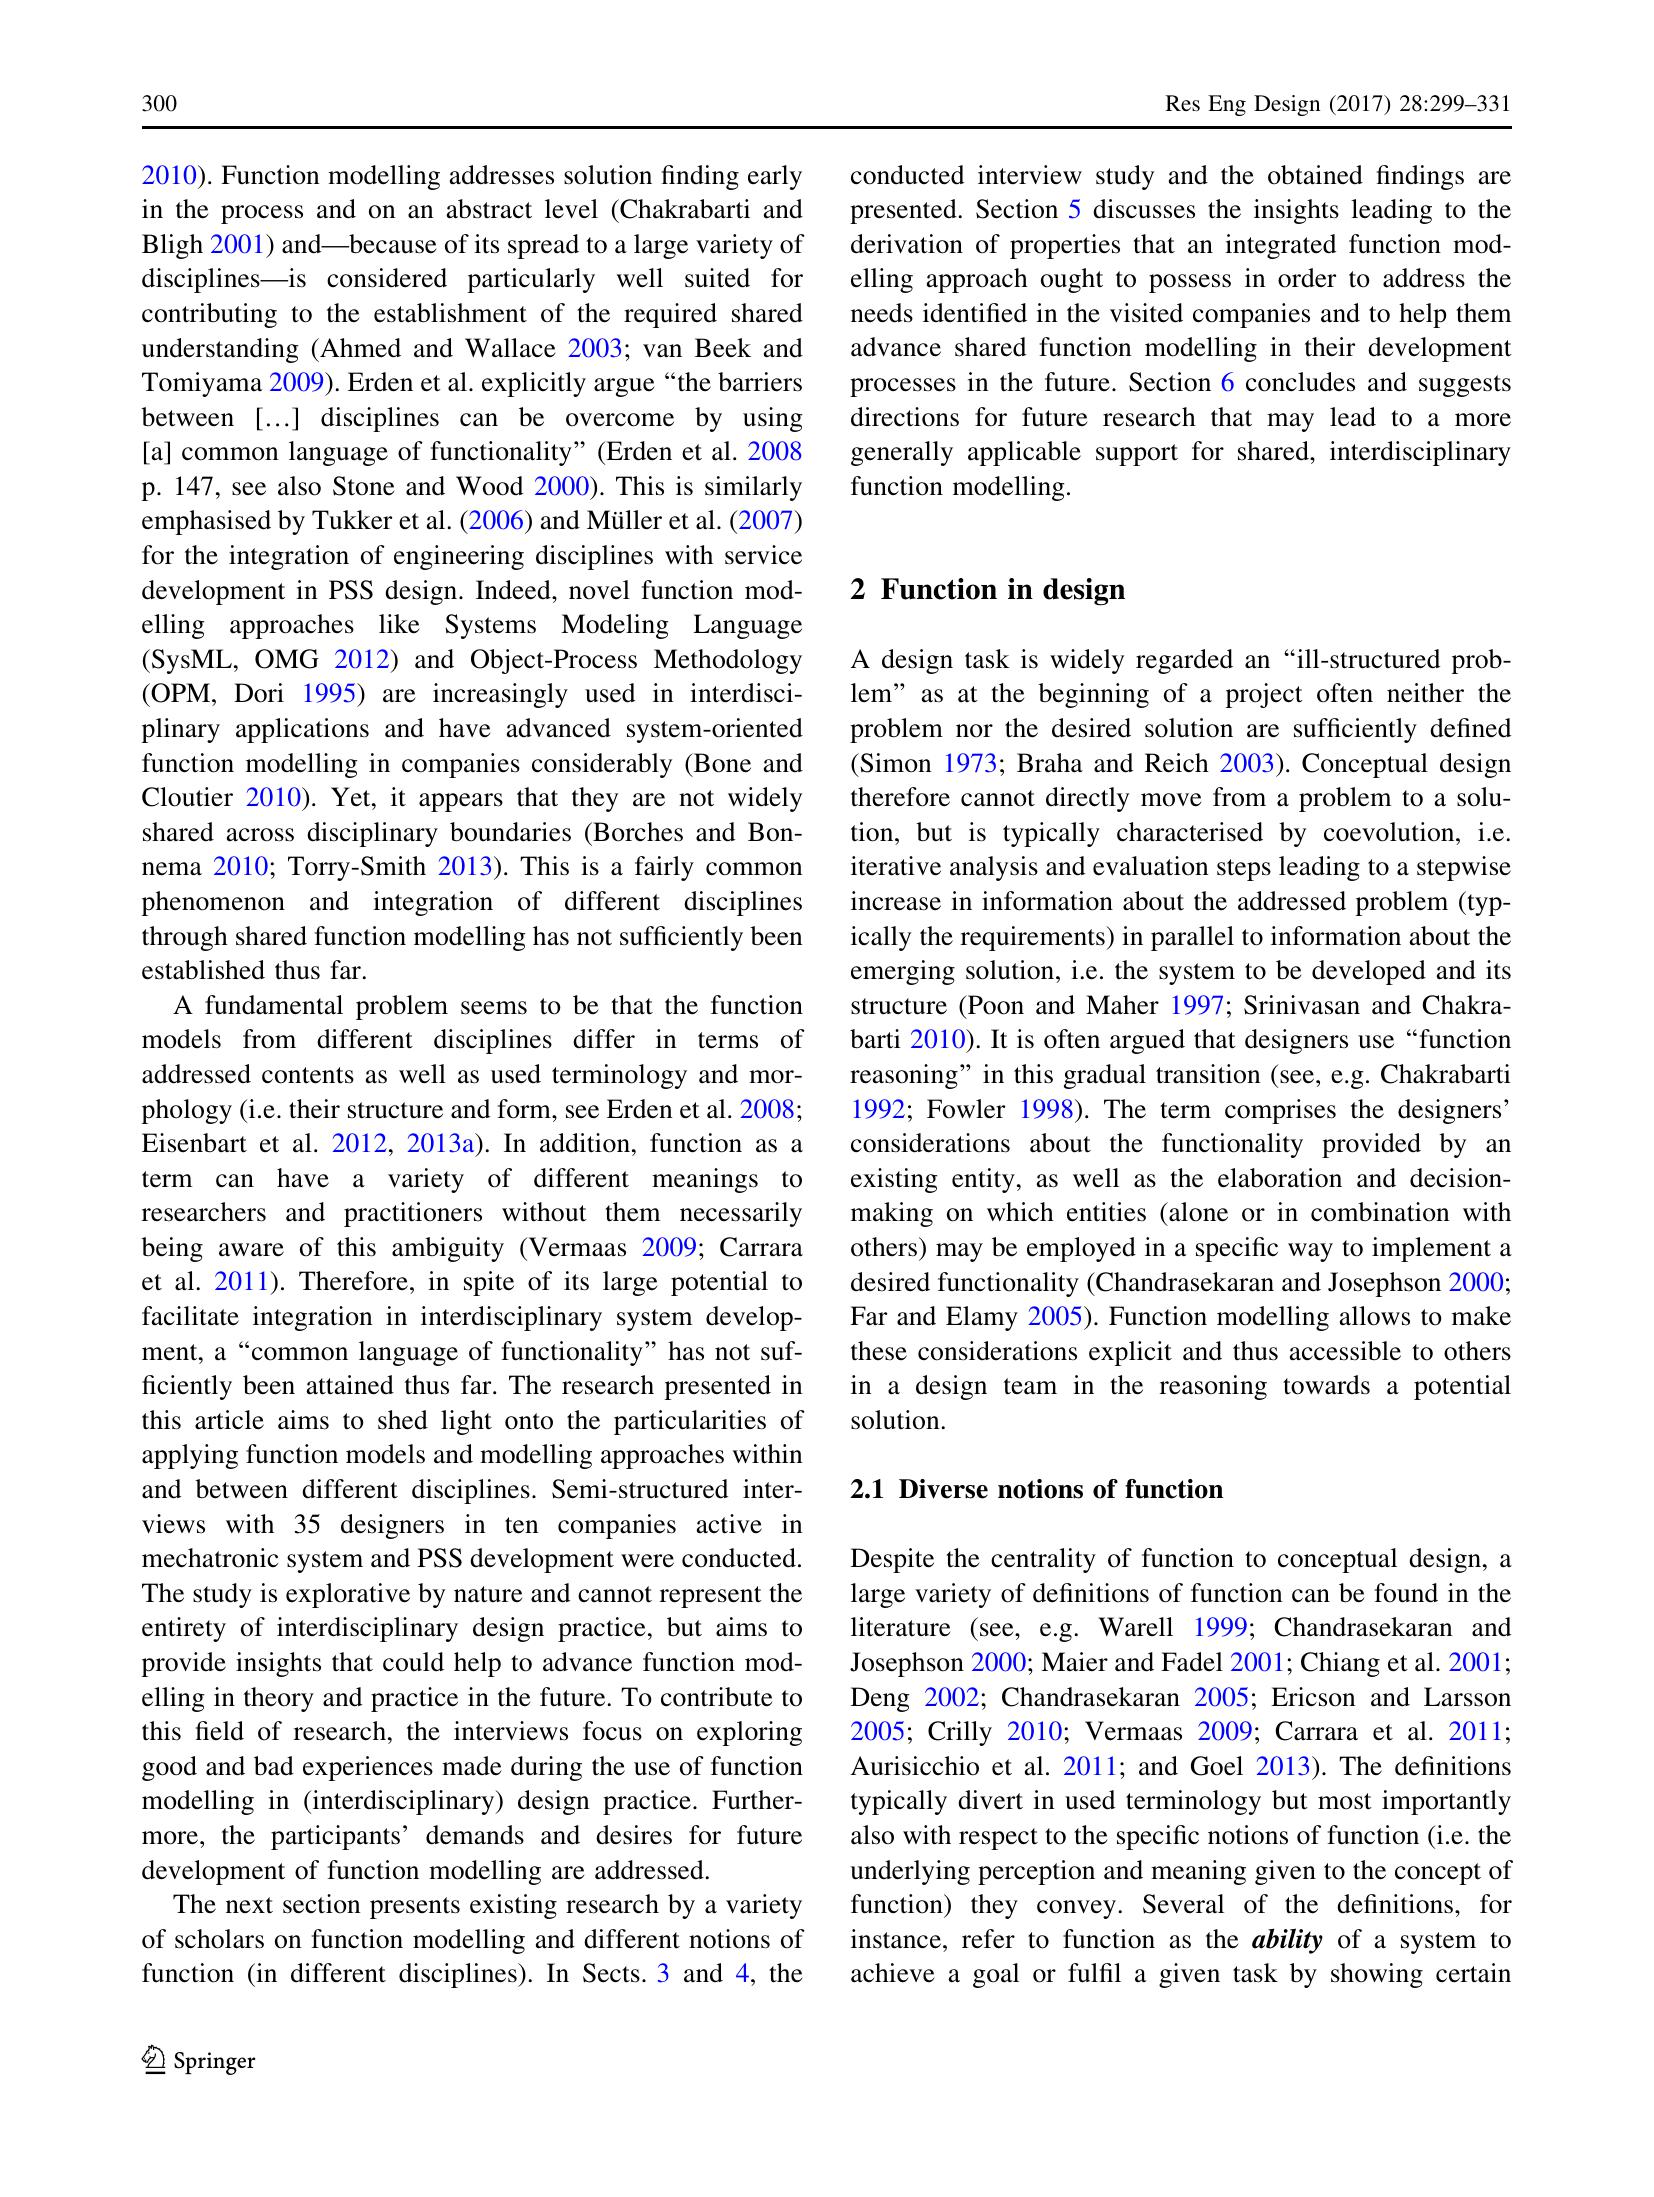 300
Res Eng Design (2017) 28:299–331
2010). Function modelling addresses solution finding early
in the process and on an abstract level (Chakrabarti and
Bligh 2001) and—because of its spread to a large variety of
disciplines—is considered particularly well suited for
contributing to the establishment of the required shared
understanding (Ahmed and Wallace 2003; van Beek and
Tomiyama 2009). Erden et al. explicitly argue “the barriers
between […] disciplines can be overcome by using
[a] common language of functionality” (Erden et al. 2008
p. 147, see also Stone and Wood 2000). This is similarly
emphasised by Tukker et al. (2006) and Müller et al. (2007)
for the integration of engineering disciplines with service
development in PSS design. Indeed, novel function mod-
elling approaches like Systems Modeling Language
(SysML, OMG 2012) and Object-Process Methodology
(OPM, Dori 1995) are increasingly used in interdisci-
plinary applications and have advanced system-oriented
function modelling in companies considerably (Bone and
Cloutier 2010). Yet, it appears that they are not widely
shared across disciplinary boundaries (Borches and Bon-
nema 2010; Torry-Smith 2013). This is a fairly common
phenomenon and integration of different disciplines
through shared function modelling has not sufficiently been
established thus far.
A fundamental problem seems to be that the function
models from different disciplines differ in terms of
addressed contents as well as used terminology and mor-
phology (i.e. their structure and form, see Erden et al. 2008;
Eisenbart et al. 2012, 2013a). In addition, function as a
term can have a variety of different meanings to
researchers and practitioners without them necessarily
being aware of this ambiguity (Vermaas 2009; Carrara
et al. 2011). Therefore, in spite of its large potential to
facilitate integration in interdisciplinary system develop-
ment, a “common language of functionality” has not suf-
ficiently been attained thus far. The research presented in
this article aims to shed light onto the particularities of
applying function models and modelling approaches within
and between different disciplines. Semi-structured inter-
views with 35 designers in ten companies active in
mechatronic system and PSS development were conducted.
The study is explorative by nature and cannot represent the
entirety of interdisciplinary design practice, but aims to
provide insights that could help to advance function mod-
elling in theory and practice in the future. To contribute to
this field of research, the interviews focus on exploring
good and bad experiences made during the use of function
modelling in (interdisciplinary) design practice. Further-
more, the participants’ demands and desires for future
development of function modelling are addressed.
The next section presents existing research by a variety
of scholars on function modelling and different notions of
function (in different disciplines). In Sects. 3 and 4, the
conducted interview study and the obtained findings are
presented. Section 5 discusses the insights leading to the
derivation of properties that an integrated function mod-
elling approach ought to possess in order to address the
needs identified in the visited companies and to help them
advance shared function modelling in their development
processes in the future. Section 6 concludes and suggests
directions for future research that may lead to a more
generally applicable support for shared, interdisciplinary
function modelling.
2 Function in design
A design task is widely regarded an “ill-structured prob-
lem” as at the beginning of a project often neither the
problem nor the desired solution are sufficiently defined
(Simon 1973; Braha and Reich 2003). Conceptual design
therefore cannot directly move from a problem to a solu-
tion, but is typically characterised by coevolution, i.e.
iterative analysis and evaluation steps leading to a stepwise
increase in information about the addressed problem (typ-
ically the requirements) in parallel to information about the
emerging solution, i.e. the system to be developed and its
structure (Poon and Maher 1997; Srinivasan and Chakra-
barti 2010). It is often argued that designers use “function
reasoning” in this gradual transition (see, e.g. Chakrabarti
1992; Fowler 1998). The term comprises the designers’
considerations about the functionality provided by an
existing entity, as well as the elaboration and decision-
making on which entities (alone or in combination with
others) may be employed in a specific way to implement a
desired functionality (Chandrasekaran and Josephson 2000;
Far and Elamy 2005). Function modelling allows to make
these considerations explicit and thus accessible to others
in a design team in the reasoning towards a potential
solution.
2.1 Diverse notions of function
Despite the centrality of function to conceptual design, a
large variety of definitions of function can be found in the
literature (see, e.g. Warell 1999; Chandrasekaran and
Josephson 2000; Maier and Fadel 2001; Chiang et al. 2001;
Deng 2002; Chandrasekaran 2005; Ericson and Larsson
2005; Crilly 2010; Vermaas 2009; Carrara et al. 2011;
Aurisicchio et al. 2011; and Goel 2013). The definitions
typically divert in used terminology but most importantly
also with respect to the specific notions of function (i.e. the
underlying perception and meaning given to the concept of
function) they convey. Several of the definitions, for
instance, refer to function as the ability of a system to
achieve a goal or fulfil a given task by showing certain
Springer